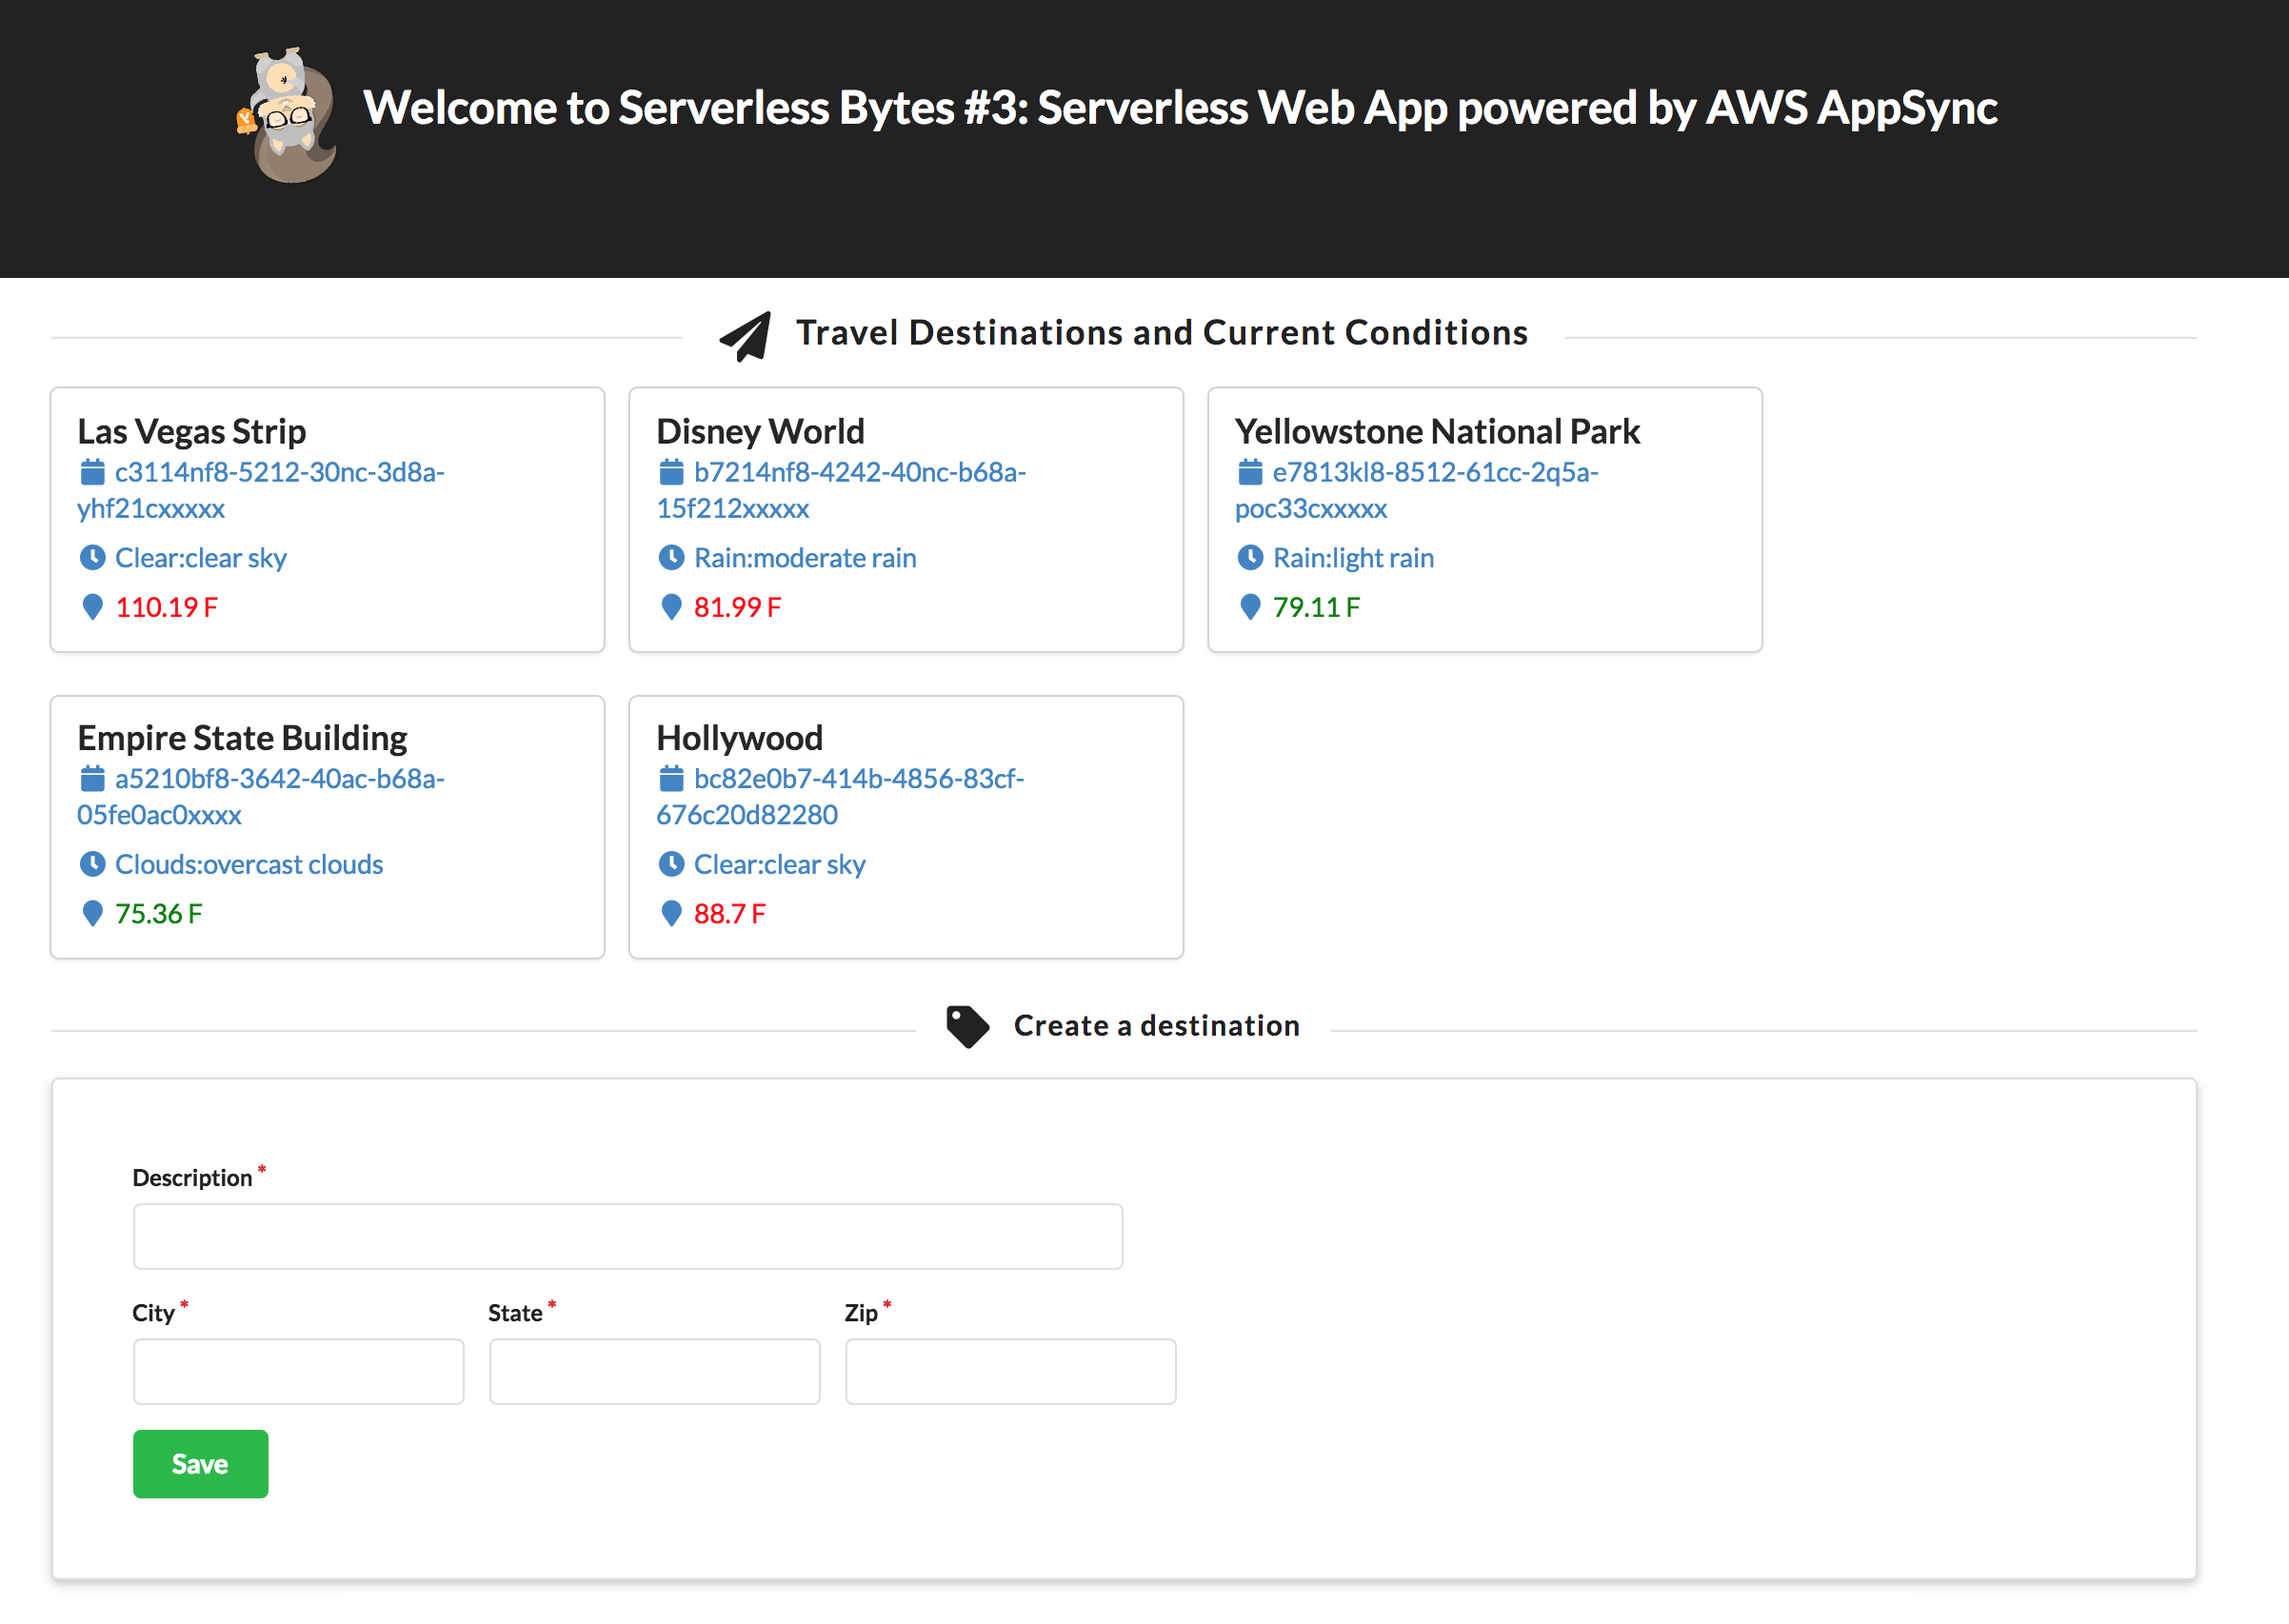 Welcome to Serverless Bytes #3: Serverless Web App powered by AWS AppSync
Y
Travel Destinations and Current Conditions
Las Vegas Strip
c3114nf8-5212-30nc-3d8a-
yhf21cxxxxx
Clear:clear sky
110.19 F
Disney World
b7214nf8-4242-40nc-b68a-
15f212xxxxx
Rain:moderate rain
81.99 F
Yellowstone National Park
e7813kl8-8512-61cc-2q5a-
poc33cxxxxx
Rain:light rain
79.11 F
Empire State Building
a5210bf8-3642-40ac-b68a-
05fe0ac0xxxx
Clouds:overcast clouds
75.36 F
Hollywood
bc82e0b7-414b-4856-83cf-
676c20d82280
Clear:clear sky
88.7 F
Create a destination
Description *
City * State * Zip *
Save